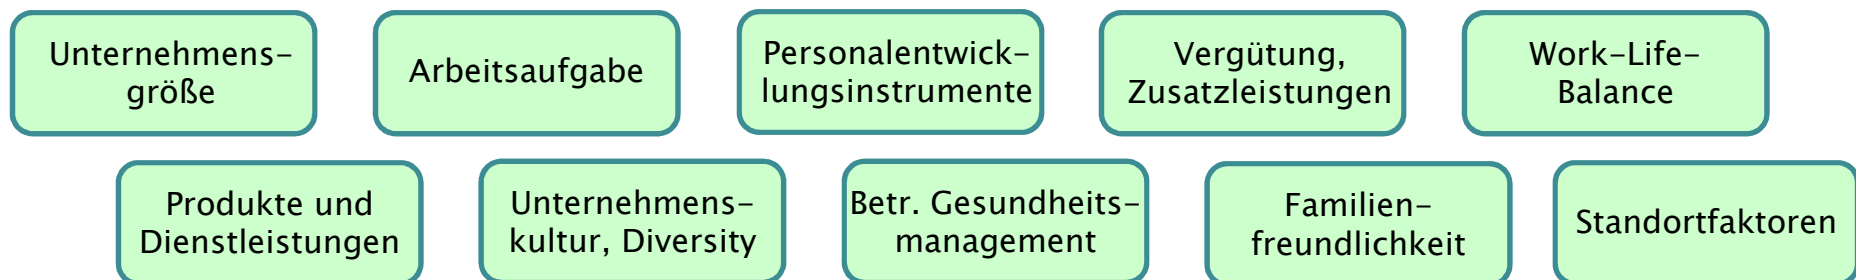 Unternehmens-
größe
Arbeitsaufgabe
Personalentwick-
lungsinstrumente
Vergütung,
Zusatzleistungen
Work-Life-
Balance
Produkte und
Dienstleistungen
Unternehmens-
kultur, Diversity
Betr. Gesundheits-
management
Familien-
freundlichkeit
Standortfaktoren